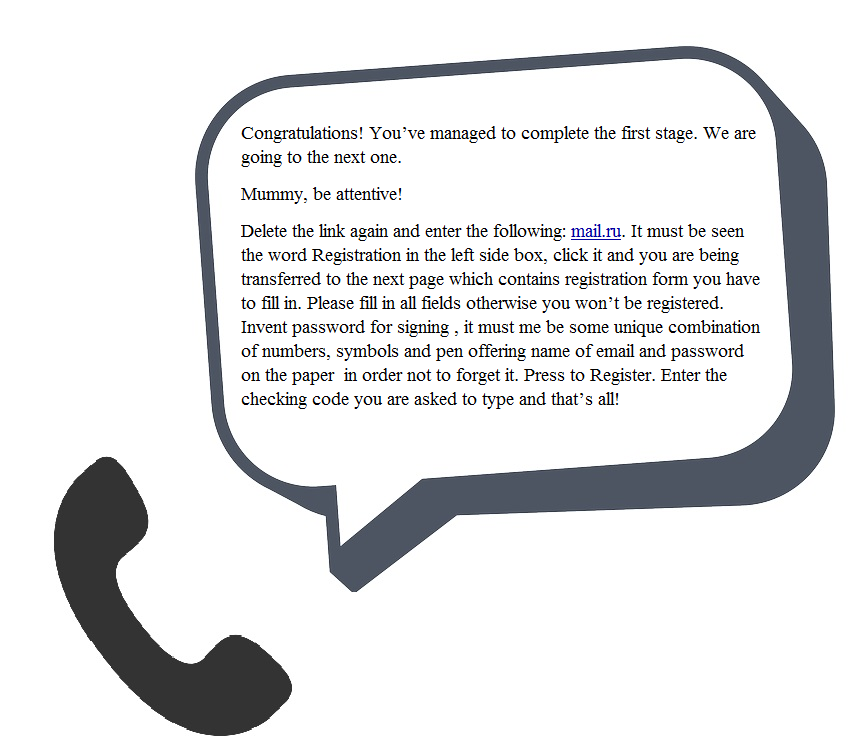 Congratulations! You’ve managed to complete the first stage. We are
going to the next one.
Mummy, be attentive!
Delete the link again and enter the following: mail.ru. It must be seen
the word Registration in the left side box, click it and you are being
transferred to the next page which contains registration form you have
to fill in. Please fill in all fields otherwise you won’t be registered.
Invent password for signing , it must me be some unique combination
of numbers, symbols and pen offering name of email and password
on the paper  in order not to forget it. Press to Register. Enter the
checking code you are asked to type and that’s all!